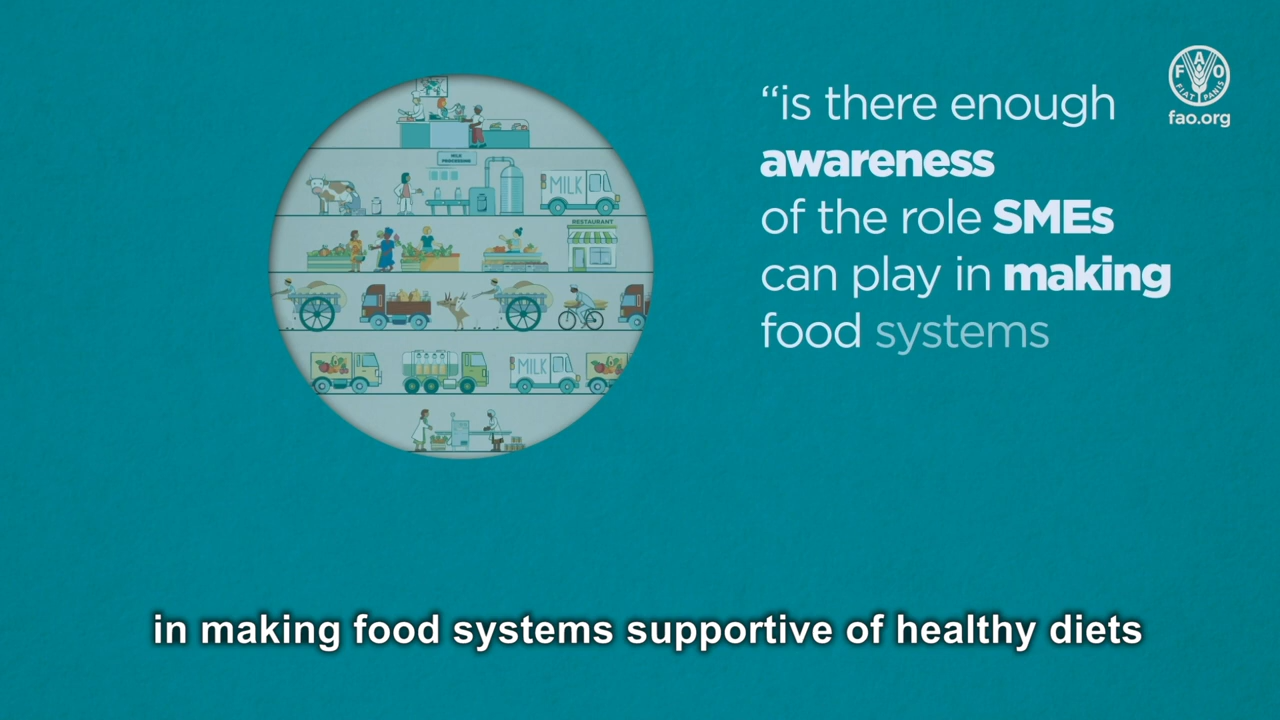 “is there enough
awareness
of the role SMEs
can play in making
food systems
F A O
FIAT PANIS
fao.org
MILK
PROCESSING
MILK
RESTAURANT
MILK
in making food systems supportive of healthy diets